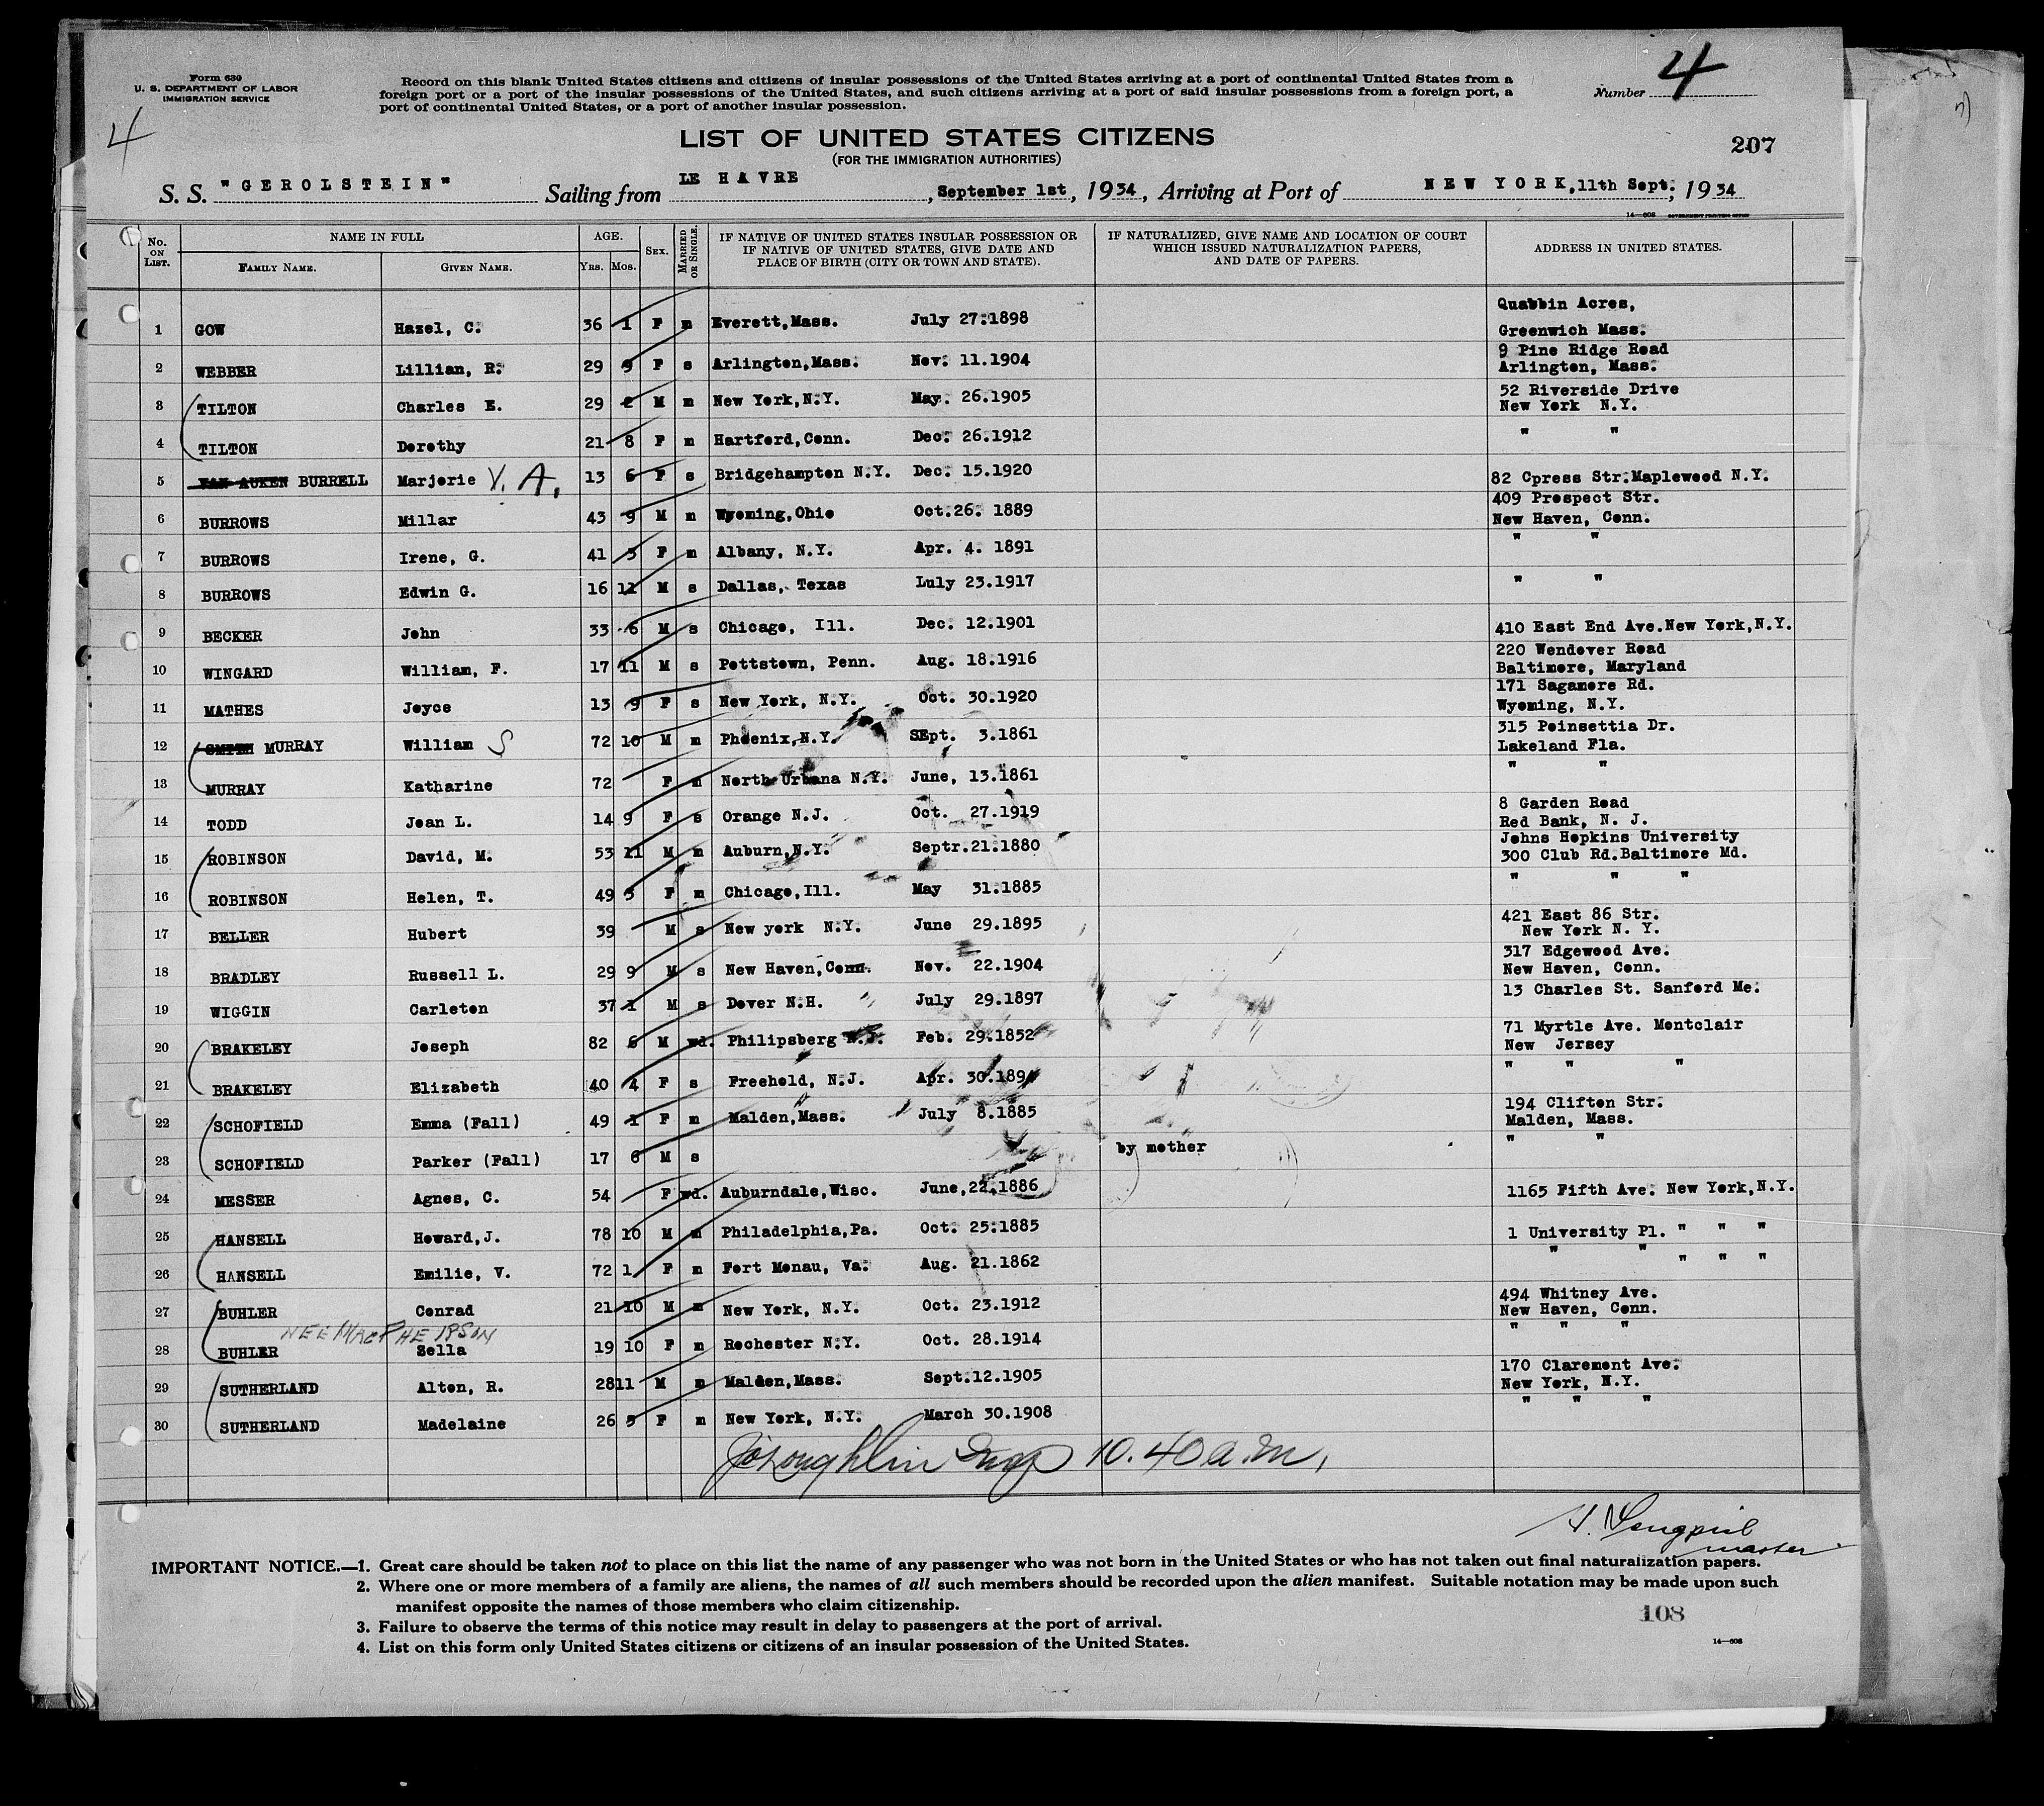 Form 630
U. S. DEPARTMENT OF LABOR
IMMIGRATION SERVICE
Record on this blank United States citizens and citizens of insular possessions of the United States arriving at a port of continental United States from a
foreign port or a port of the insular possessions of the United States, and such citizens arriving at a port of said insular possessions from a foreign port, a
port of continental United States, or a port of another insular possession.
Number 4
4
LIST OF UNITED STATES CITIZENS
(FOR THE IMMIGRATION AUTHORITIES)
207
S. S. "GEROLSTEIN" Sailing from LE HAVRE, September 1st, 1934, Arriving at Port of NEW YORK, 11th Sept; 1934
14—608 GOVERNMENT PRINTING OFFICE
No. ON LIST. NAME IN FULL AGE. SEX. MARRIED OR SINGLE. IF NATIVE OF UNITED STATES INSULAR POSSESSION OR IF NATIVE OF UNITED STATES, GIVE DATE AND PLACE OF BIRTH (CITY OR TOWN AND STATE). IF NATURALIZED, GIVE NAME AND LOCATION OF COURT WHICH ISSUED NATURALIZATION PAPERS, AND DATE OF PAPERS. ADDRESS IN UNITED STATES.
FAMILY NAME. GIVEN NAME. YRS. MOS.
Quabbin Acres,
1 GOW Hazel, C. 36 1 F m Everett, Mass. July 27.1898 Greenwich Mass.
9 Pine Ridge Road
2 WEBBER Lillian, R. 29 9 F s Arlington, Mass. Nov. 11.1904 Arlington, Mass.
52 Riverside Drive
3 TILTON Charles E. 29 2 M m New York, N.Y. May. 26.1905 New York N.Y.
4 TILTON Dorothy 21 8 F m Hartford, Conn. Dec. 26.1912 " "
5 VAN AUKEN BURRELL Marjorie V. A. 13 6 F s Bridgehampton N.Y. Dec. 15.1920 82 Cpress Str. Maplewood N.Y.
409 Prospect Str.
6 BURROWS Millar 43 9 M m Wyoming, Ohio Oct. 26. 1889 New Haven, Conn.
7 BURROWS Irene, G. 41 5 F m Albany, N.Y. Apr. 4. 1891 " "
8 BURROWS Edwin G. 16 11 M s Dallas, Texas Luly 23.1917 " "
9 BECKER John 33 6 M s Chicago, Ill. Dec. 12.1901 410 East End Ave. New York, N.Y.
220 Wendover Road
10 WINGARD William, F. 17 11 M s Pottstown, Penn. Aug. 18.1916 Baltimore, Maryland
171 Sagamore Rd.
11 MATHES Joyce 13 9 F s New York, N.Y. Oct. 30.1920 Wyoming, N.Y.
315 Poinsettia Dr.
12 SMITH MURRAY William S 72 10 M m Phoenix, N.Y. SEpt. 3.1861 Lakeland Fla.
13 MURRAY Katharine 72 F m North Urbana N.Y. June, 13.1861 " "
8 Garden Road
14 TODD Jean L. 14 9 F s Orange N.J. Oct. 27.1919 Red Bank, N. J.
Johns Hopkins University
15 ROBINSON David, M. 53 11 M m Auburn, N.Y. Septr. 21.1880 300 Club Rd. Baltimore Md.
16 ROBINSON Helen, T. 49 3 F m Chicago, Ill. May 31.1885 " " "
421 East 86 Str.
17 BELLER Hubert 39 M s New york N.Y. June 29.1895 New York N. Y.
317 Edgewood Ave.
18 BRADLEY Russell L. 29 9 M s New Haven, Conn. Nov. 22.1904 New Haven, Conn.
19 WIGGIN Carleton 37 1 M s Dover N.H. July 29.1897 13 Charles St. Sanford Me.
71 Myrtle Ave. Montclair
20 BRAKELEY Joseph 82 6 M wd. Philipsberg N.J. Feb. 29.1852 New Jersey
21 BRAKELEY Elizabeth 40 4 F s Freehold, N.J. Apr. 30.1894 " " "
194 Clifton Str.
22 SCHOFIELD Emma (Fall) 49 1 F m Malden, Mass. July 8.1885 Malden, Mass.
23 SCHOFIELD Parker (Fall) 17 6 M s by mother " "
24 MESSER Agnes, C. 54 F wd. Auburndale, Wisc. June, 22.1886 1165 Fifth Ave. New York, N.Y.
25 HANSELL Howard, J. 78 10 M m Philadelphia, Pa. Oct. 25.1885 1 University Pl. " " "
26 HANSELL Emilie, V. 72 1 F m Fort Monau, Va. Aug. 21.1862 " " " " "
494 Whitney Ave.
27 BUHLER Conrad 21 10 M m New York, N.Y. Oct. 23.1912 New Haven, Conn.
NEE MACPHERSON
28 BUHLER Sella 19 10 F m Rochester N.Y. Oct. 28.1914 " " "
170 Claremont Ave.
29 SUTHERLAND Alton, R. 28 11 M m Malden, Mass. Sept. 12.1905 New York, N.Y.
30 SUTHERLAND Madelaine 26 5 F m New York, N.Y. March 30.1908 " " "
10.40 a.m.
master
IMPORTANT NOTICE.—1. Great care should be taken not to place on this list the name of any passenger who was not born in the United States or who has not taken out final naturalization papers.
2. Where one or more members of a family are aliens, the names of all such members should be recorded upon the alien manifest. Suitable notation may be made upon such
manifest opposite the names of those members who claim citizenship.
3. Failure to observe the terms of this notice may result in delay to passengers at the port of arrival.
4. List on this form only United States citizens or citizens of an insular possession of the United States.
108
14—608